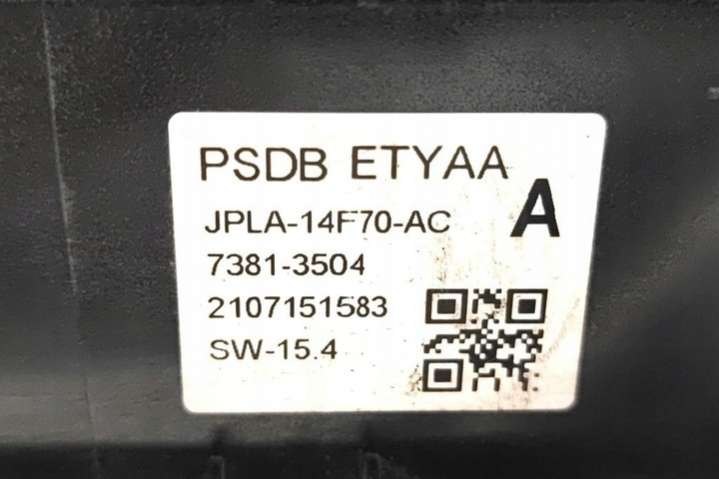 PSDB ETYAA
A
JPLA-14F70-AC
7381-3504
2107151583
SW-15.4